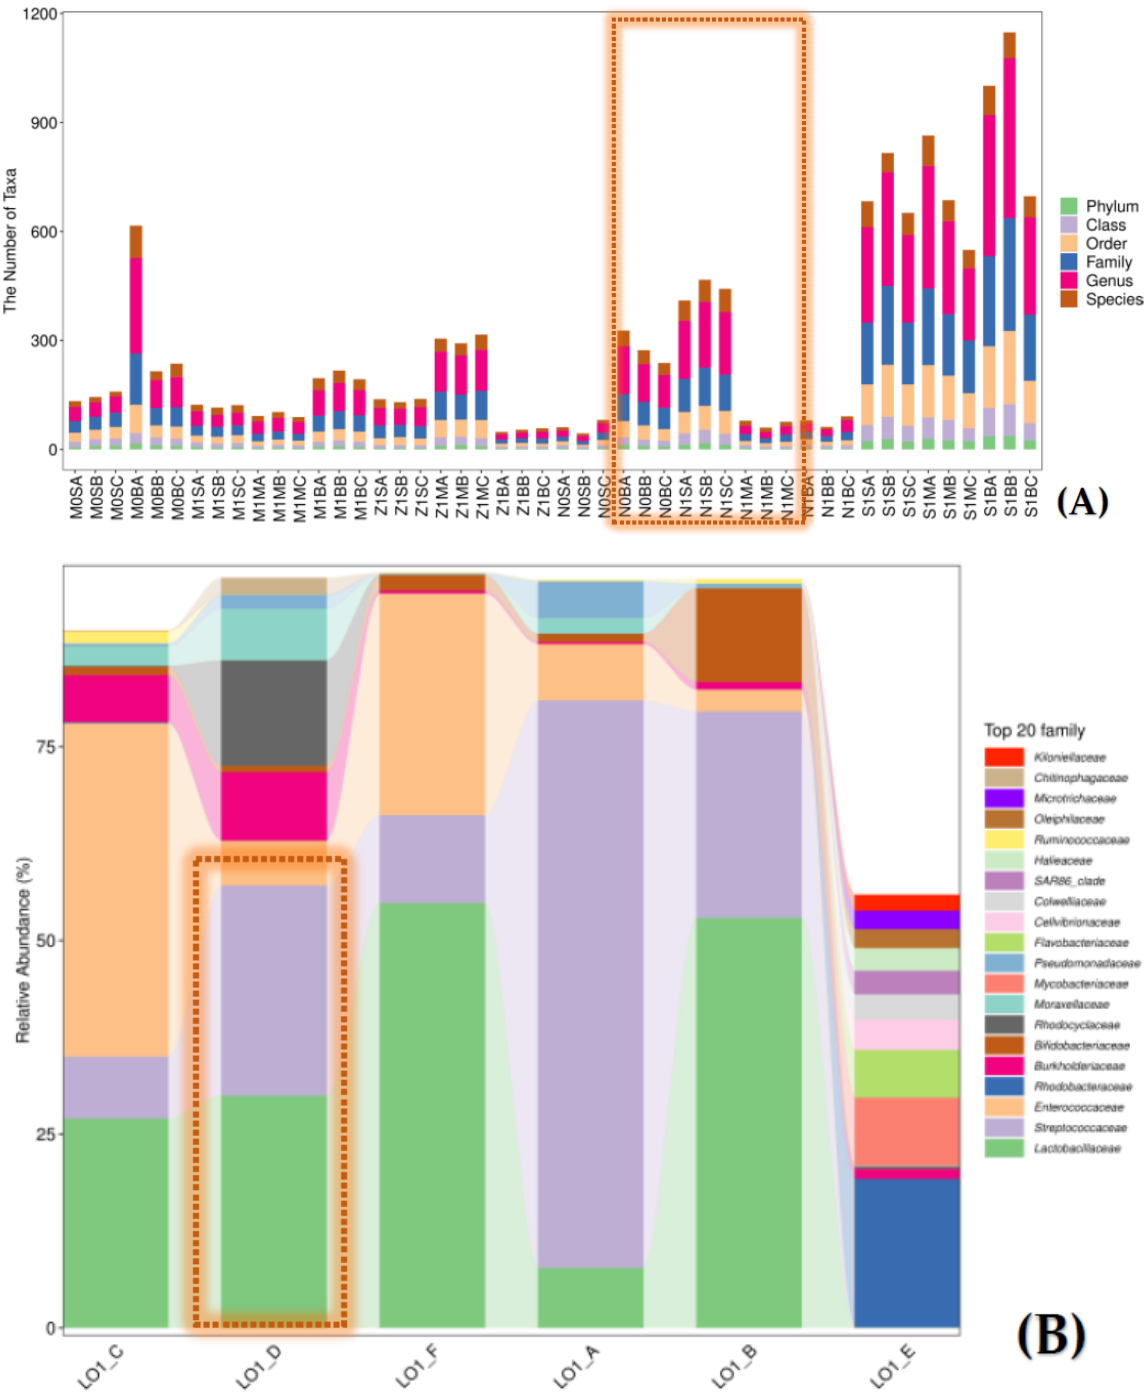 1200
900
600
300
0
The Number of Taxa
M0SA M0SB M0SC M0BA M0BB M0BC M1SA M1SB M1SC M1MA M1MB M1MC M1BA M1BB M1BC Z1SA Z1SB Z1SC Z1MA Z1MB Z1MC Z1BA Z1BB Z1BC N0SA N0SB N0SC N0BA N0BB N0BC N1SA N1SB N1SC N1MA N1MB N1MC N1BA N1BB N1BC S1SA S1SB S1SC S1MA S1MB S1MC S1BA S1BB S1BC
Phylum
Class
Order
Family
Genus
Species
(A)
75
50
25
0
Relative Abundance (%)
LO1_C LO1_D LO1_F LO1_A LO1_B LO1_E
Top 20 family
Kiloniellaceae
Chitinophagaceae
Microtrichaceae
Oleiphilaceae
Ruminococcaceae
Halieaceae
SAR86_clade
Colwelliaceae
Cellvibrionaceae
Flavobacteriaceae
Pseudomonadaceae
Mycobacteriaceae
Moraxellaceae
Rhodocyclaceae
Bifidobacteriaceae
Burkholderiaceae
Rhodobacteraceae
Enterococcaceae
Streptococcaceae
Lactobacillaceae
(B)